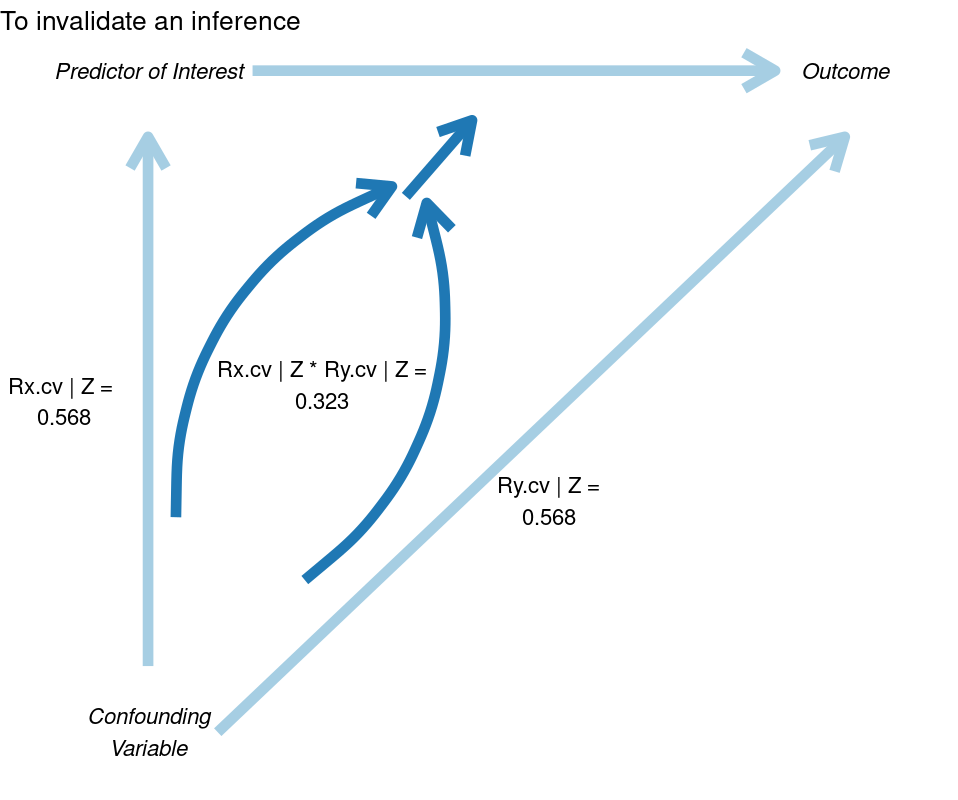 To invalidate an inference
Predictor of Interest
Outcome
Rx.cv | Z * Ry.cv | Z =
0.323
Rx.cv | Z =
0.568
Ry.cv | Z =
0.568
Confounding
Variable